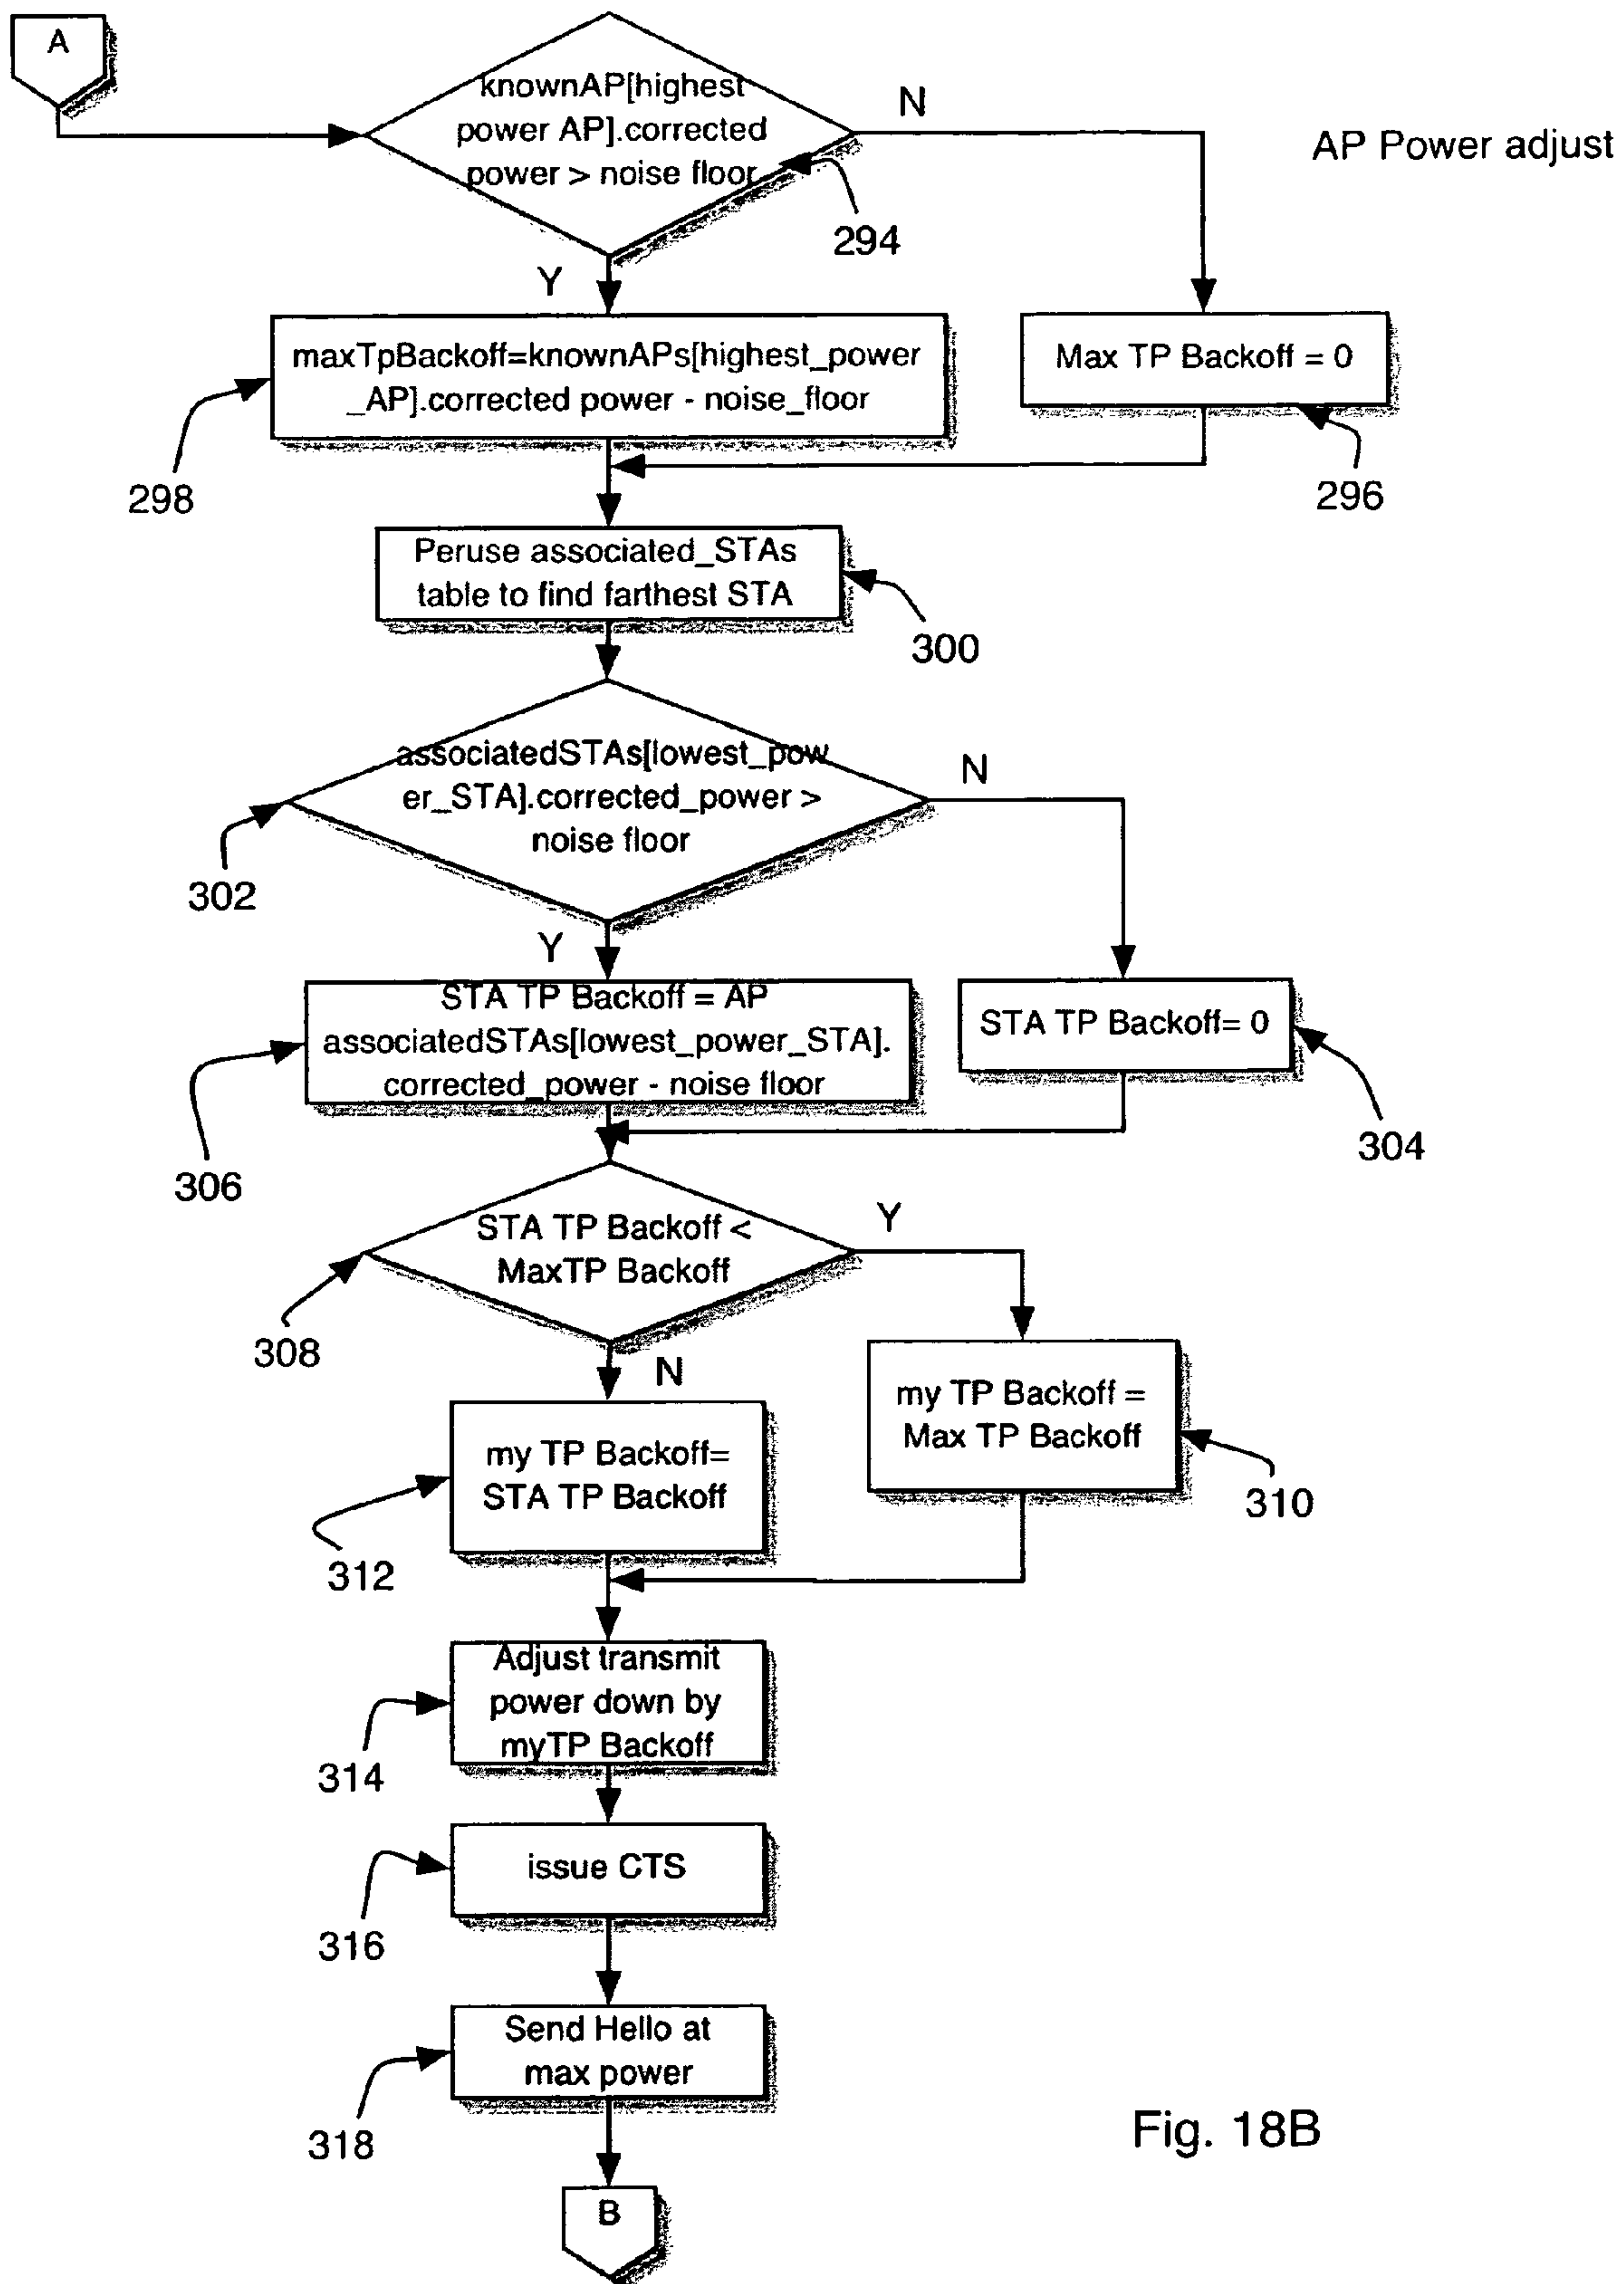 A
knownAP[highest
power AP].corrected
power > noise floor
N
AP Power adjust
294
Y
maxTpBackoff=knownAPs[highest_power
_AP].corrected power - noise_floor
Max TP Backoff = 0
298
296
Peruse associated_STAs
table to find farthest STA
300
associatedSTAs[lowest_pow
er_STA].corrected_power >
noise floor
N
302
Y
STA TP Backoff = AP
associatedSTAs[lowest_power_STA].
corrected_power - noise floor
STA TP Backoff= 0
304
306
STA TP Backoff <
MaxTP Backoff
Y
308
N
my TP Backoff =
Max TP Backoff
my TP Backoff=
STA TP Backoff
310
312
Adjust transmit
power down by
myTP Backoff
314
issue CTS
316
Send Hello at
max power
318
Fig. 18B
B